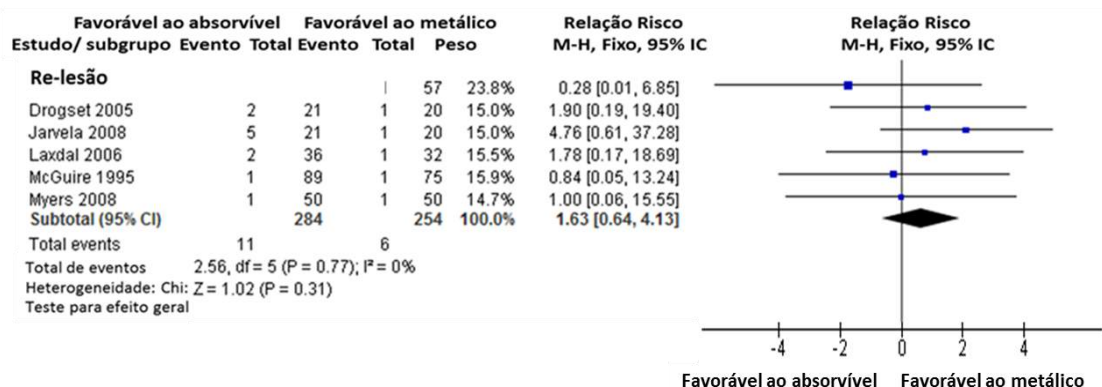 Favorável ao absorvível Favorável ao metálico Relação Risco Relação Risco
Estudo/ subgrupo Evento Total Evento Total Peso M-H, Fixo, 95% IC M-H, Fixo, 95% IC
Re-lesão
57 23.8% 0.28 [0.01, 6.85]
Drogset 2005 2 21 1 20 15.0% 1.90 [0.19, 19.40]
Jarvela 2008 5 21 1 20 15.0% 4.76 [0.61, 37.28]
Laxdal 2006 2 36 1 32 15.5% 1.78 [0.17, 18.69]
McGuire 1995 1 89 1 75 15.9% 0.84 [0.05, 13.24]
Myers 2008 1 50 1 50 14.7% 1.00 [0.06, 15.55]
Subtotal (95% CI) 284 254 100.0% 1.63 [0.64, 4.13]
Total events 11 6
Total de eventos 2.56, df = 5 (P = 0.77); I² = 0%
Heterogeneidade: Chi: Z = 1.02 (P = 0.31)
Teste para efeito geral
-4 -2 0 2 4
Favorável ao absorvível Favorável ao metálico